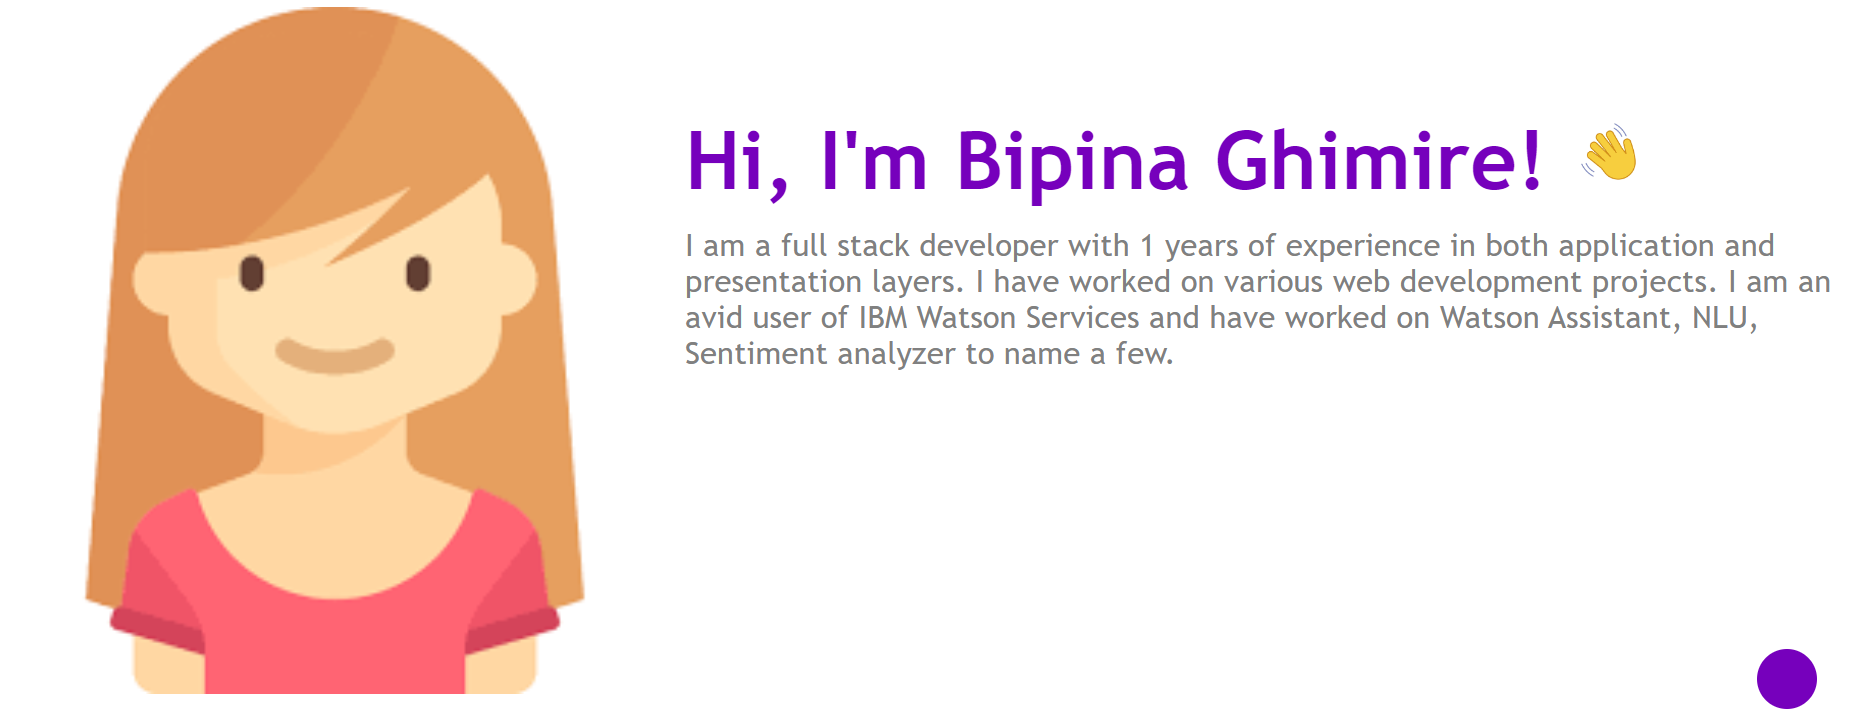 Hi, I'm Bipina Ghimire! 👋
I am a full stack developer with 1 years of experience in both application and
presentation layers. I have worked on various web development projects. I am an
avid user of IBM Watson Services and have worked on Watson Assistant, NLU,
Sentiment analyzer to name a few.